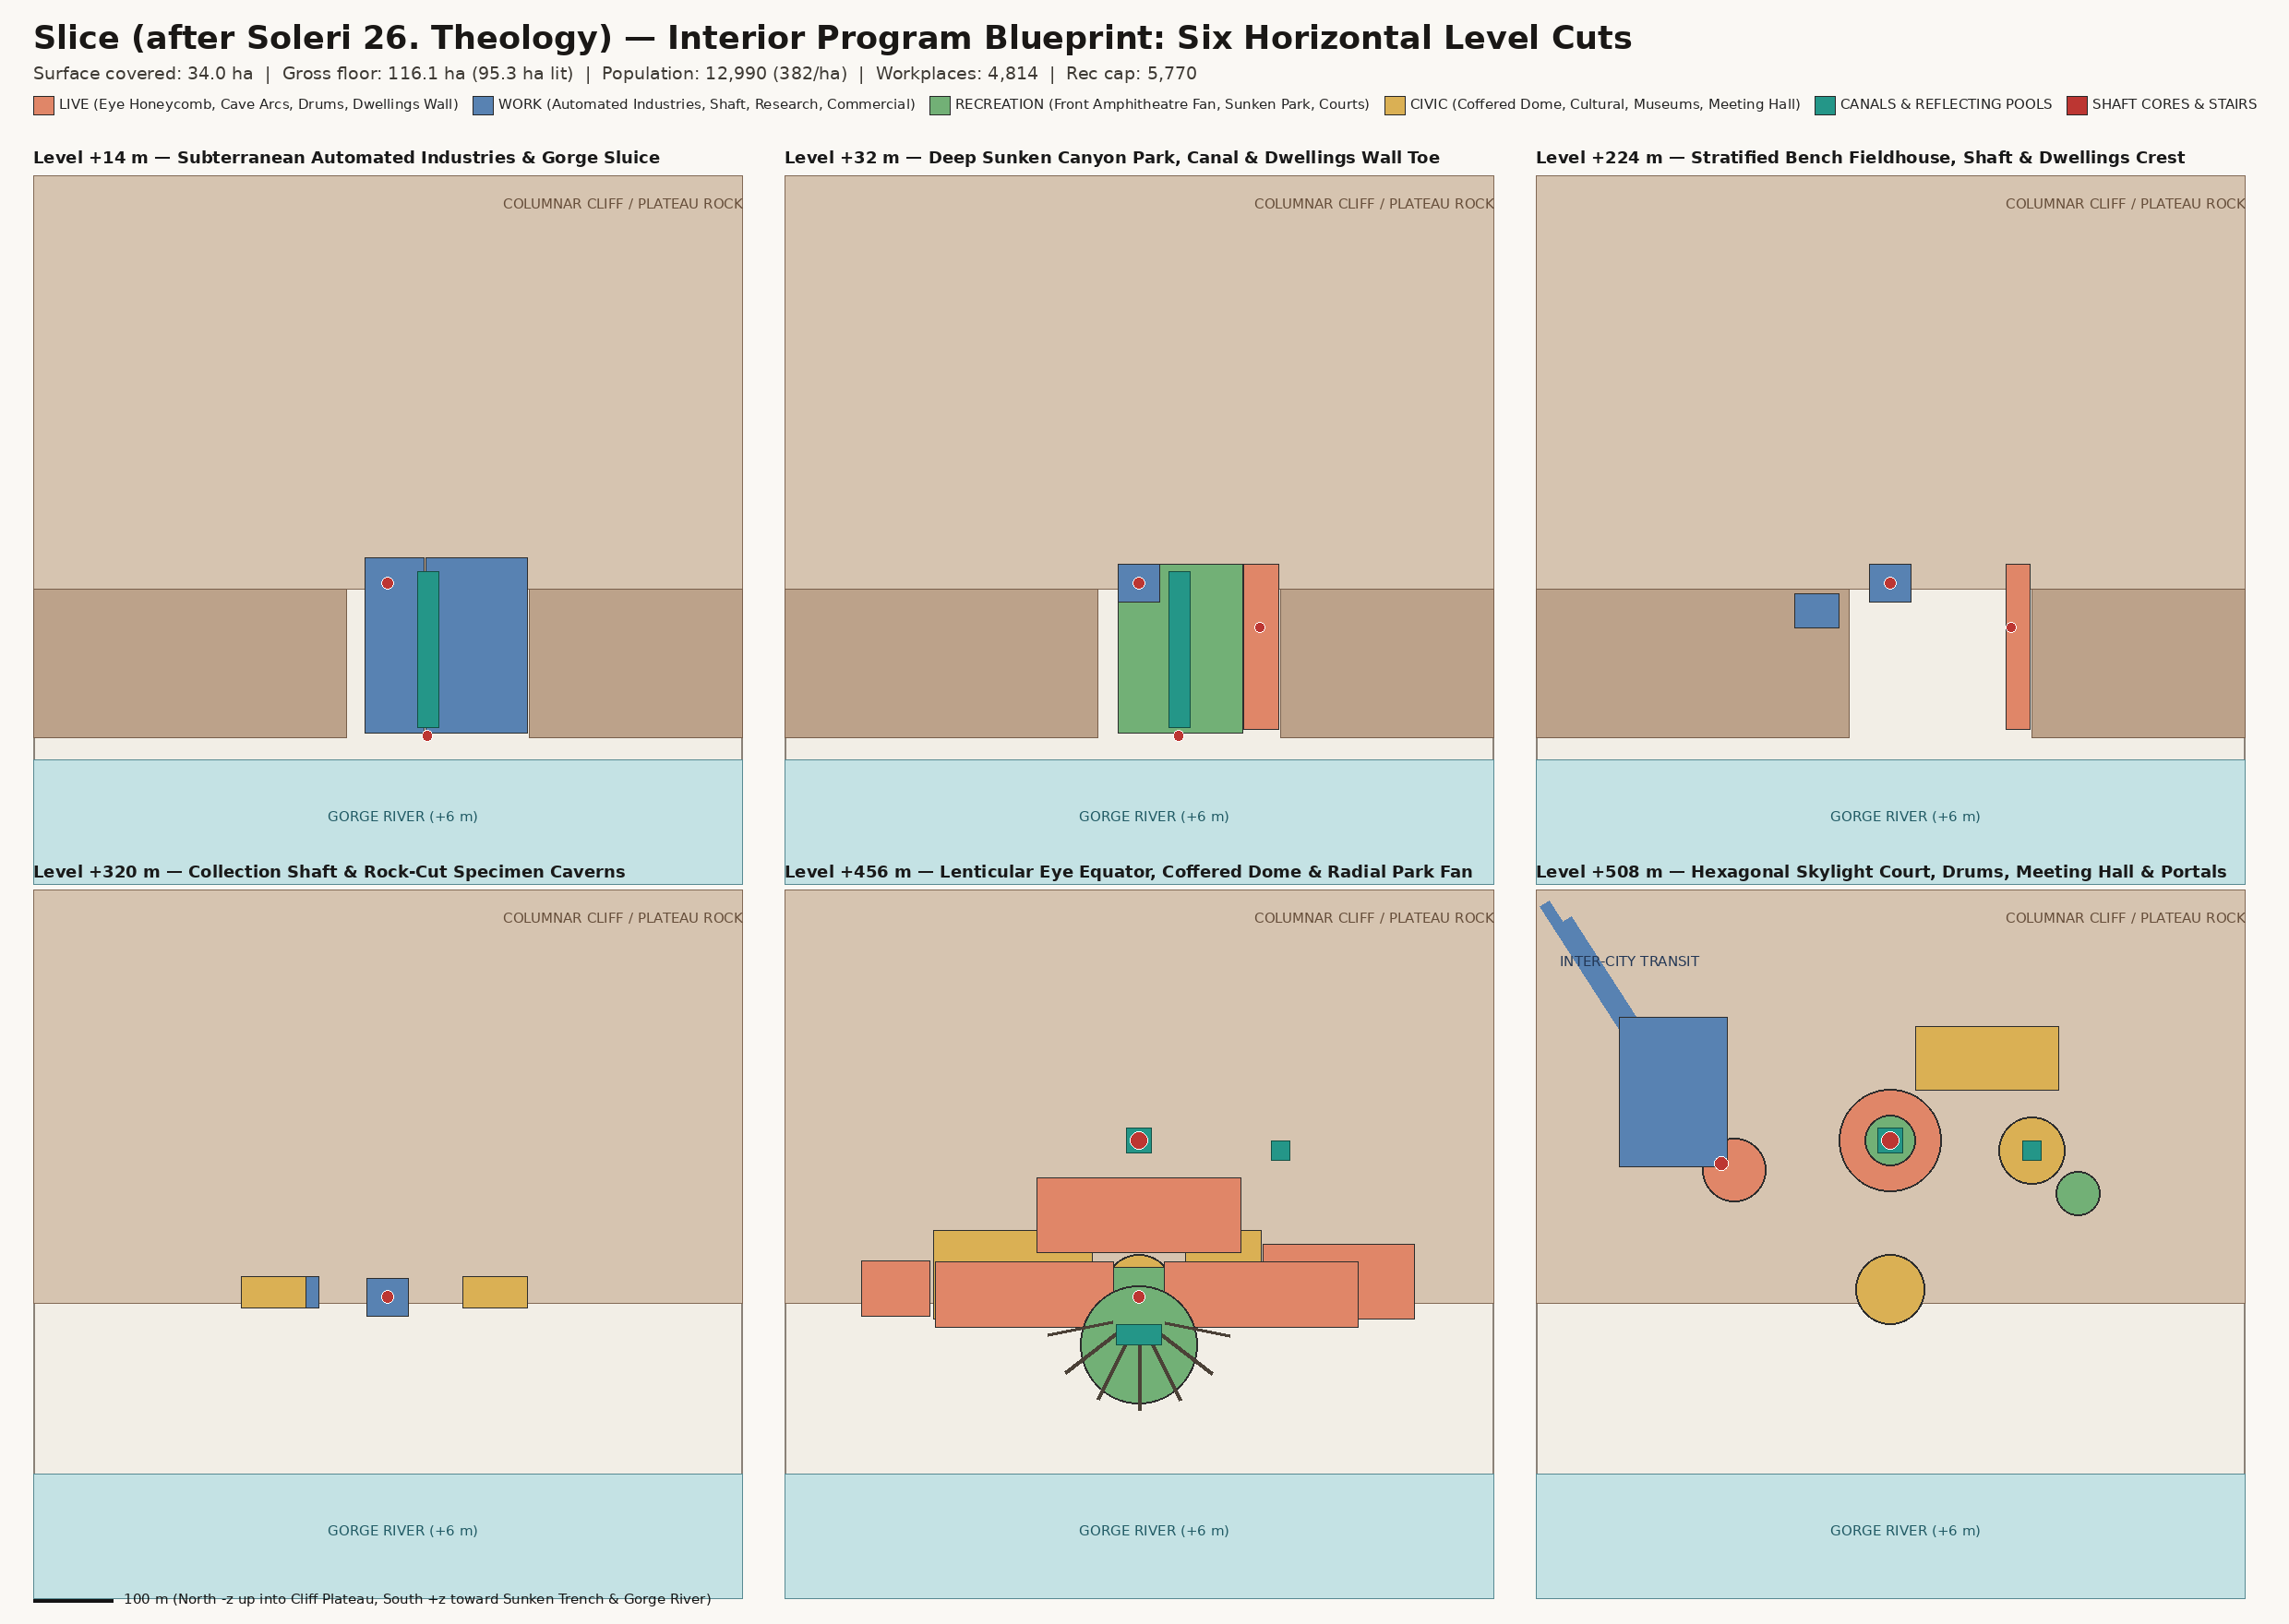 Slice (after Soleri 26. Theology) — Interior Program Blueprint: Six Horizontal Level Cuts
Surface covered: 34.0 ha | Gross floor: 116.1 ha (95.3 ha lit) | Population: 12,990 (382/ha) | Workplaces: 4,814 | Rec cap: 5,770
LIVE (Eye Honeycomb, Cave Arcs, Drums, Dwellings Wall)
WORK (Automated Industries, Shaft, Research, Commercial)
RECREATION (Front Amphitheatre Fan, Sunken Park, Courts)
CIVIC (Coffered Dome, Cultural, Museums, Meeting Hall)
CANALS & REFLECTING POOLS
SHAFT CORES & STAIRS
Level +14 m — Subterranean Automated Industries & Gorge Sluice
COLUMNAR CLIFF / PLATEAU ROCK
GORGE RIVER (+6 m)
Level +32 m — Deep Sunken Canyon Park, Canal & Dwellings Wall Toe
COLUMNAR CLIFF / PLATEAU ROCK
GORGE RIVER (+6 m)
Level +224 m — Stratified Bench Fieldhouse, Shaft & Dwellings Crest
COLUMNAR CLIFF / PLATEAU ROCK
GORGE RIVER (+6 m)
Level +320 m — Collection Shaft & Rock-Cut Specimen Caverns
COLUMNAR CLIFF / PLATEAU ROCK
GORGE RIVER (+6 m)
Level +456 m — Lenticular Eye Equator, Coffered Dome & Radial Park Fan
COLUMNAR CLIFF / PLATEAU ROCK
GORGE RIVER (+6 m)
Level +508 m — Hexagonal Skylight Court, Drums, Meeting Hall & Portals
COLUMNAR CLIFF / PLATEAU ROCK
INTER-CITY TRANSIT
GORGE RIVER (+6 m)
100 m (North -z up into Cliff Plateau, South +z toward Sunken Trench & Gorge River)